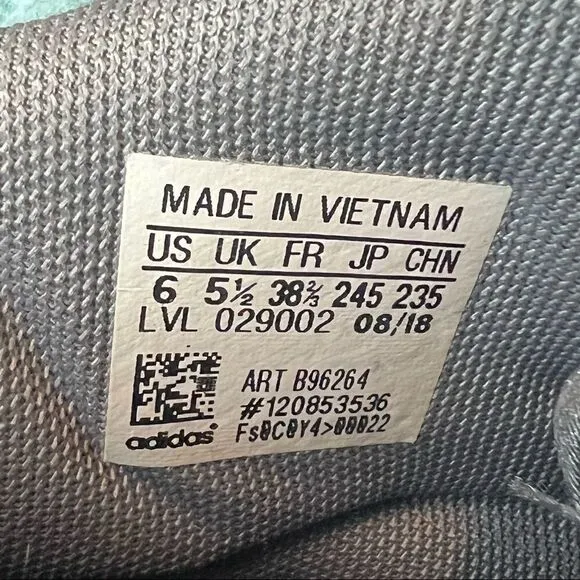 MADE IN VIETNAM
US UK FR JP CHN
6 5½ 38⅔ 245 235
LVL 029002 08/18
ART B96264
#120853536
adidas Fs0C0Y4>00022